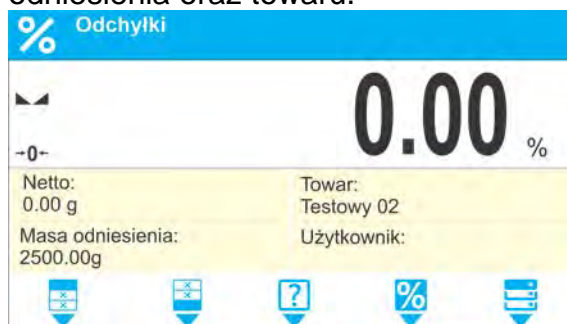 odniesienia oraz towaru.
% Odchyłki
→0←
0.00 %
Netto:
0.00 g
Towar:
Testowy 02
Masa odniesienia:
2500.00g
Użytkownik:
? %